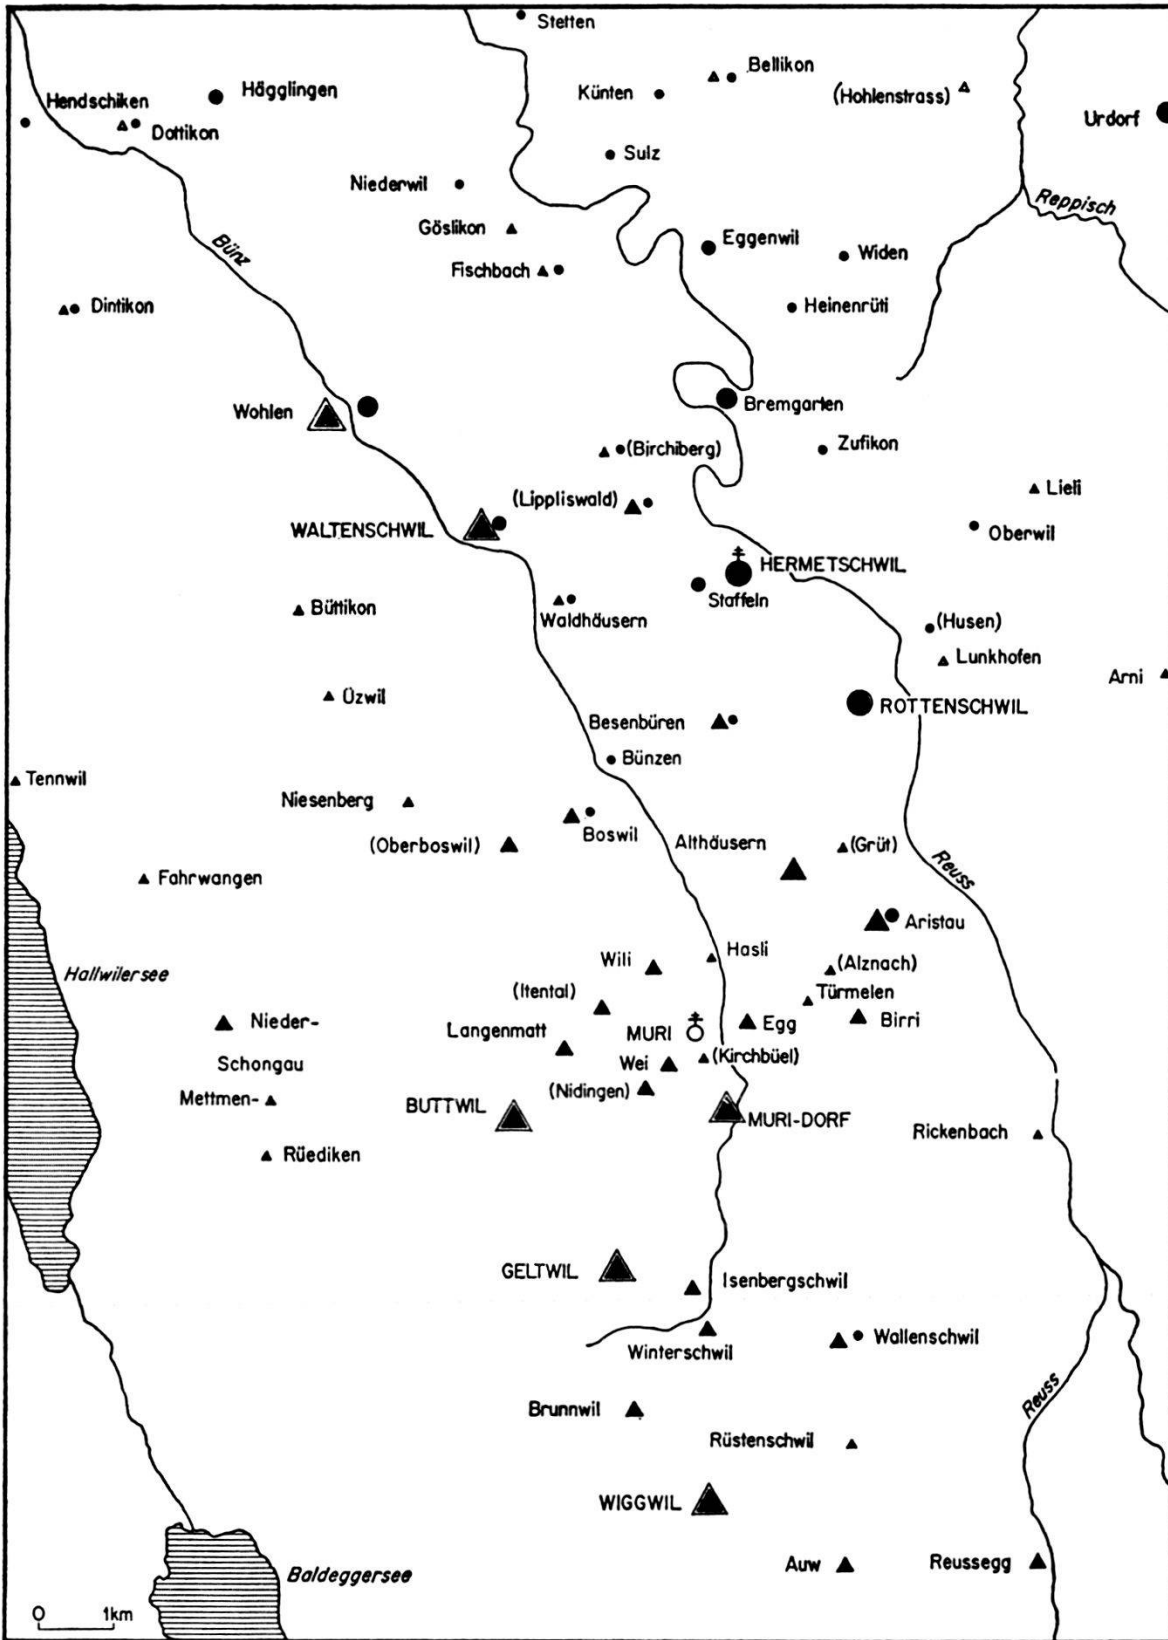 Stetten
Bellikon
Hendschiken
Hägglingen
Künten
(Hohlenstrass)
Urdorf
Dottikon
Sulz
Niederwil
Reppisch
Göslikon
Bünz
Eggenwil
Widen
Fischbach
Dintikon
Heinenrüti
Wohlen
Bremgarten
(Birchiberg)
Zufikon
(Lippliswald)
Lieli
WALTENSCHWIL
Oberwil
HERMETSCHWIL
Staffeln
Büttikon
Waldhäusern
(Husen)
Lunkhofen
Arni
Üzwil
ROTTENSCHWIL
Besenbüren
Bünzen
Tennwil
Niesenberg
Boswil
(Oberboswil)
Althäusern
(Grüt)
Reuss
Fahrwangen
Aristau
Hasli
Wili
(Alznach)
Hallwilersee
(Itental)
Türmelen
Nieder-
Langenmatt
MURI
Egg
Birri
Schongau
Wei
(Kirchbüel)
Mettmen-
(Nidingen)
BUTTWIL
MURI-DORF
Rickenbach
Rüediken
GELTWIL
Isenbergschwil
Winterschwil
Wallenschwil
Reuss
Brunnwil
Rüstenschwil
WIGGWIL
Auw
Reussegg
Baldeggersee
0 1km